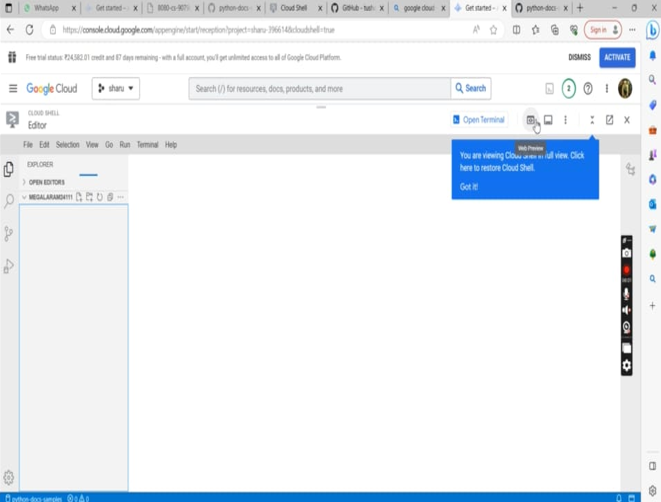 WhatsApp
Get started -
8080-cs-9079
python-docs-
Cloud Shell
GitHub - tush
google cloud
Get started -
python-docs-
https://console.cloud.google.com/appengine/start/reception?project=sharu-396614&cloudshell=true
Sign in
Free trial status: ₹24,582.01 credit and 87 days remaining - with a full account, you'll get unlimited access to all of Google Cloud Platform.
DISMISS
ACTIVATE
Google Cloud
sharu
Search (/) for resources, docs, products, and more
Search
2
CLOUD SHELL
Editor
Open Terminal
Web Preview
File Edit Selection View Go Run Terminal Help
You are viewing Cloud Shell in full view. Click
here to restore Cloud Shell.
Got it!
EXPLORER
OPEN EDITORS
MEGALARAM34111
python-docs-samples 0 0